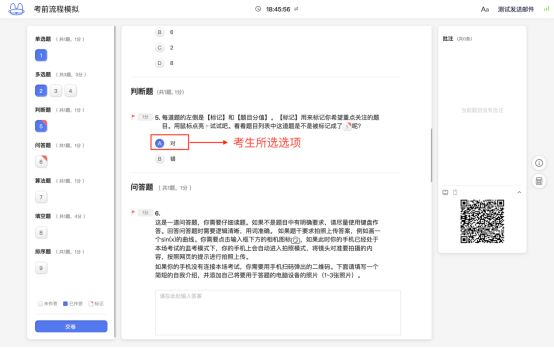 考前流程模拟
18:45:56
Aa 测试发送邮件
单选题 （共1题, 1分）
1
多选题 （共3题, 3分）
2 3 4
判断题 （共1题, 1分）
5
问答题 （共1题, 1分）
6
算法题 （共1题, 1分）
7
填空题 （共1题, 4分）
8
排序题 （共1题, 1分）
9
未作答 已作答 标记
交卷
B 6
C 2
D 8
判断题 （共1题, 1分）
1分 5. 每道题的左侧是【标记】和【题目分值】。【标记】用来标记你希望重点关注的题
目。用鼠标点亮，试试吧。看看题目列表中这道题是不是被标记成了 呢?
A 对
考生所选选项
B 错
问答题 （共1题, 1分）
1分 6.
这是一道问答题，你需要仔细读题。如果不是题目中有明确要求，请尽量使用键盘作
答。回答问答题时需要逻辑清晰、用词准确。 如果题干要求拍照上传答案，例如画一
个sin(x)的曲线。你需要点击输入框下方的相机图标 。如果此时你的手机已经处于
本场考试的监考模式下，你的手机上会自动进入拍照模式，将镜头对准要拍摄的内
容，按照网页的提示进行拍照上传。
如果你的手机没有连接本场考试，你需要用手机扫码弹出的二维码。下面请填写一个
简短的自我介绍，并添加自己将要用于答题的电脑设备的照片（1-3张照片）。
请在此处输入答案
批注 （共0条）
当前题目没有批注